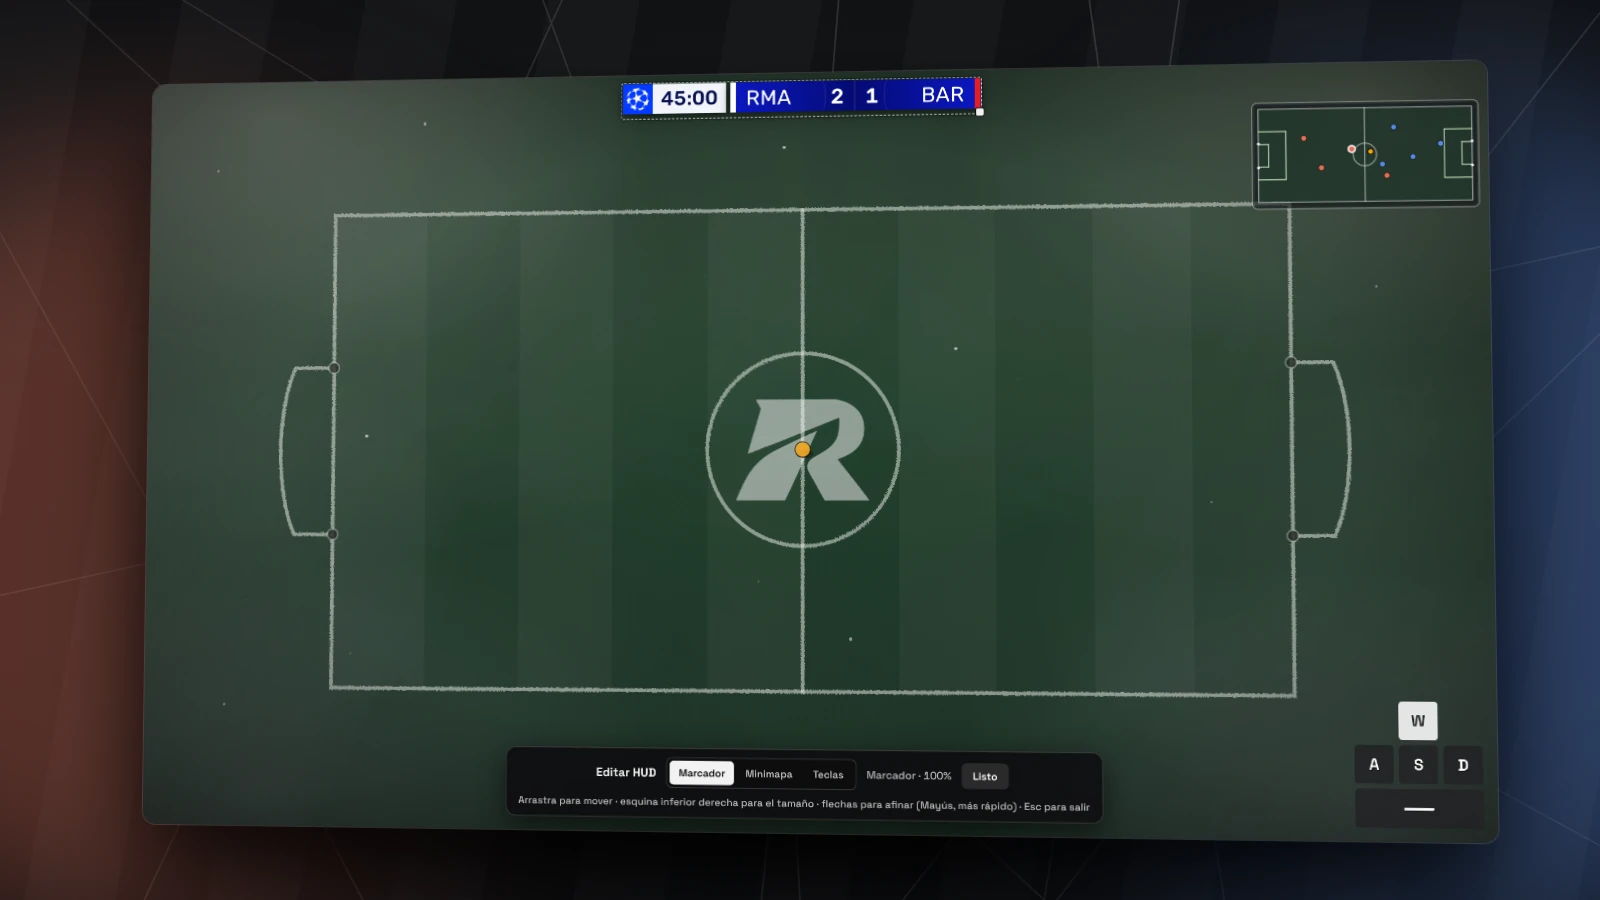 45:00 RMA 2 1 BAR
W
A S D
Editar HUD Marcador Minimapa Teclas Marcador · 100% Listo
Arrastra para mover · esquina inferior derecha para el tamaño · flechas para afinar (Mayús, más rápido) · Esc para salir